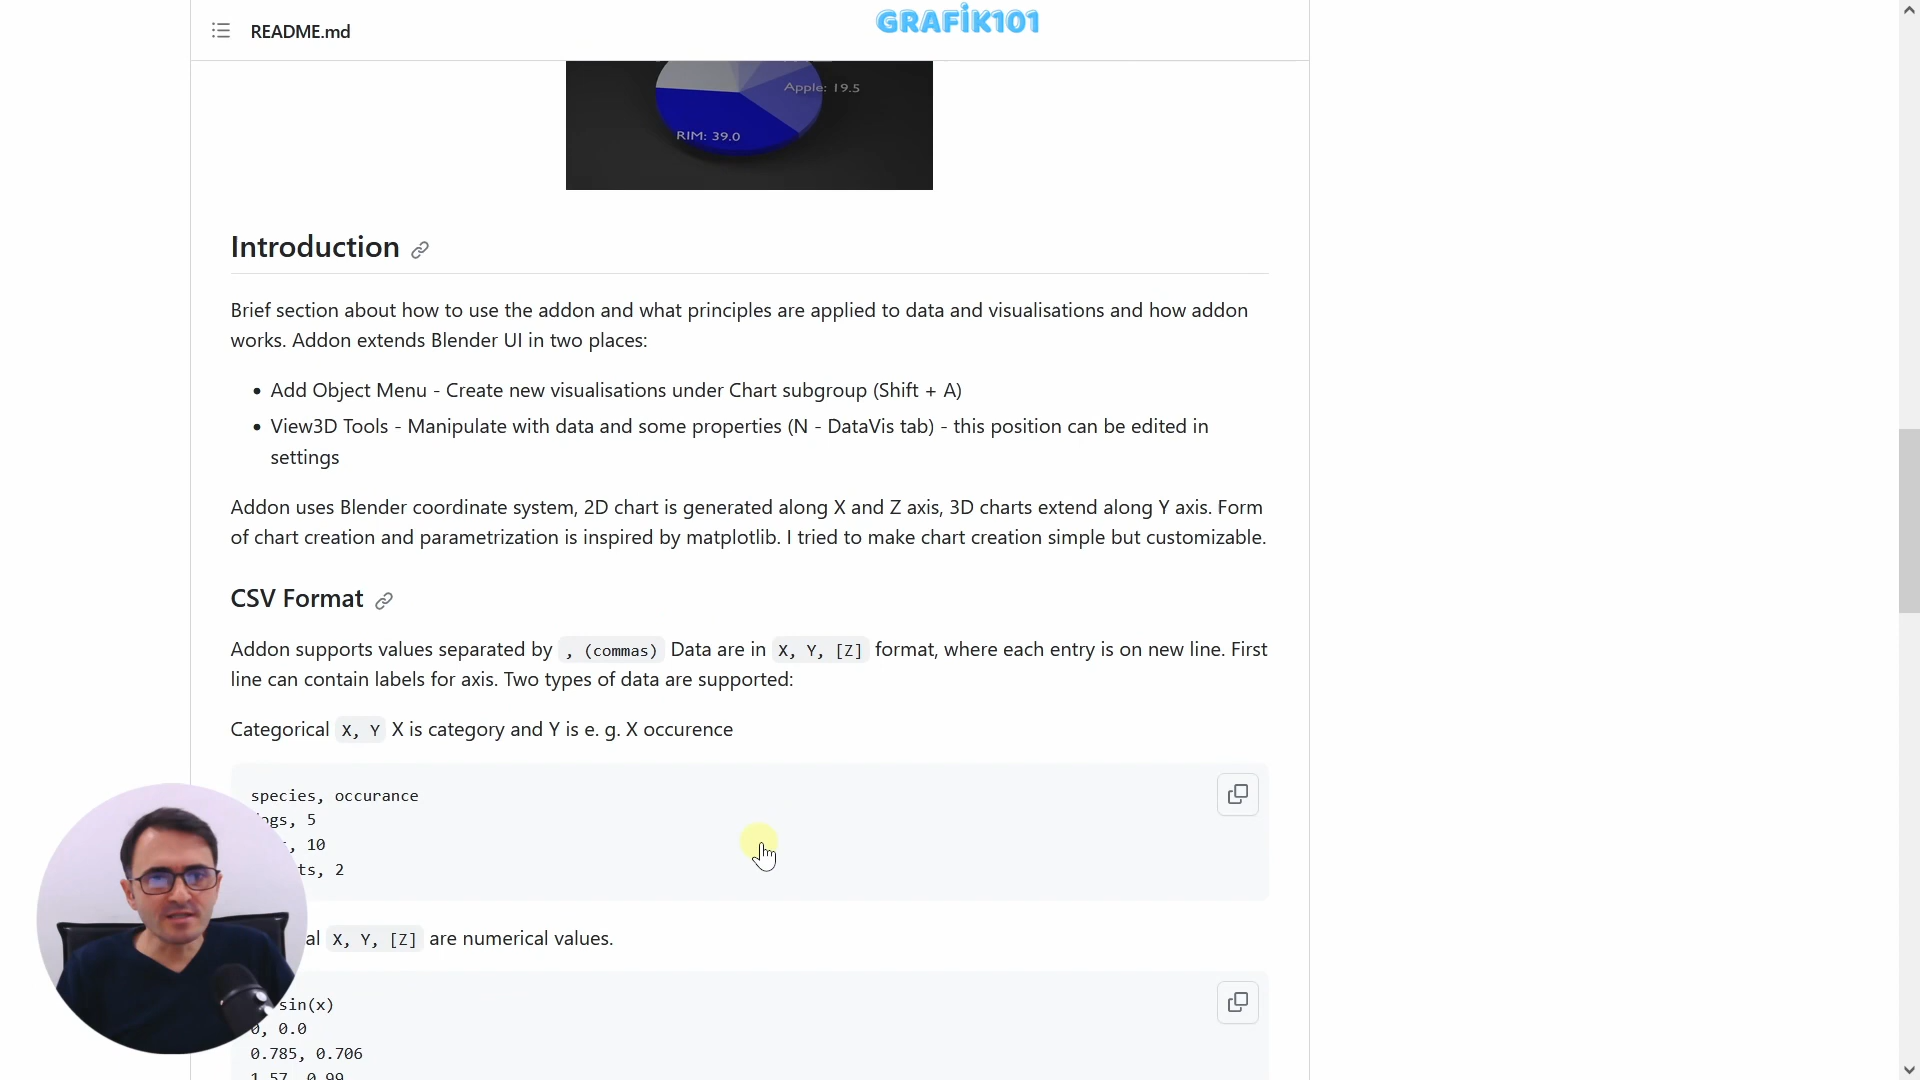 README.md
GRAFİK101
Apple: 19.5
RIM: 39.0
Introduction
Brief section about how to use the addon and what principles are applied to data and visualisations and how addon
works. Addon extends Blender UI in two places:
Add Object Menu - Create new visualisations under Chart subgroup (Shift + A)
View3D Tools - Manipulate with data and some properties (N - DataVis tab) - this position can be edited in
settings
Addon uses Blender coordinate system, 2D chart is generated along X and Z axis, 3D charts extend along Y axis. Form
of chart creation and parametrization is inspired by matplotlib. I tried to make chart creation simple but customizable.
CSV Format
Addon supports values separated by , (commas) Data are in X, Y, [Z] format, where each entry is on new line. First
line can contain labels for axis. Two types of data are supported:
Categorical X, Y X is category and Y is e. g. X occurence
species, occurance
, 5
, 10
, 2
X, Y, [Z] are numerical values.
sin(x)
0, 0.0
0.785, 0.706
1.57, 0.99